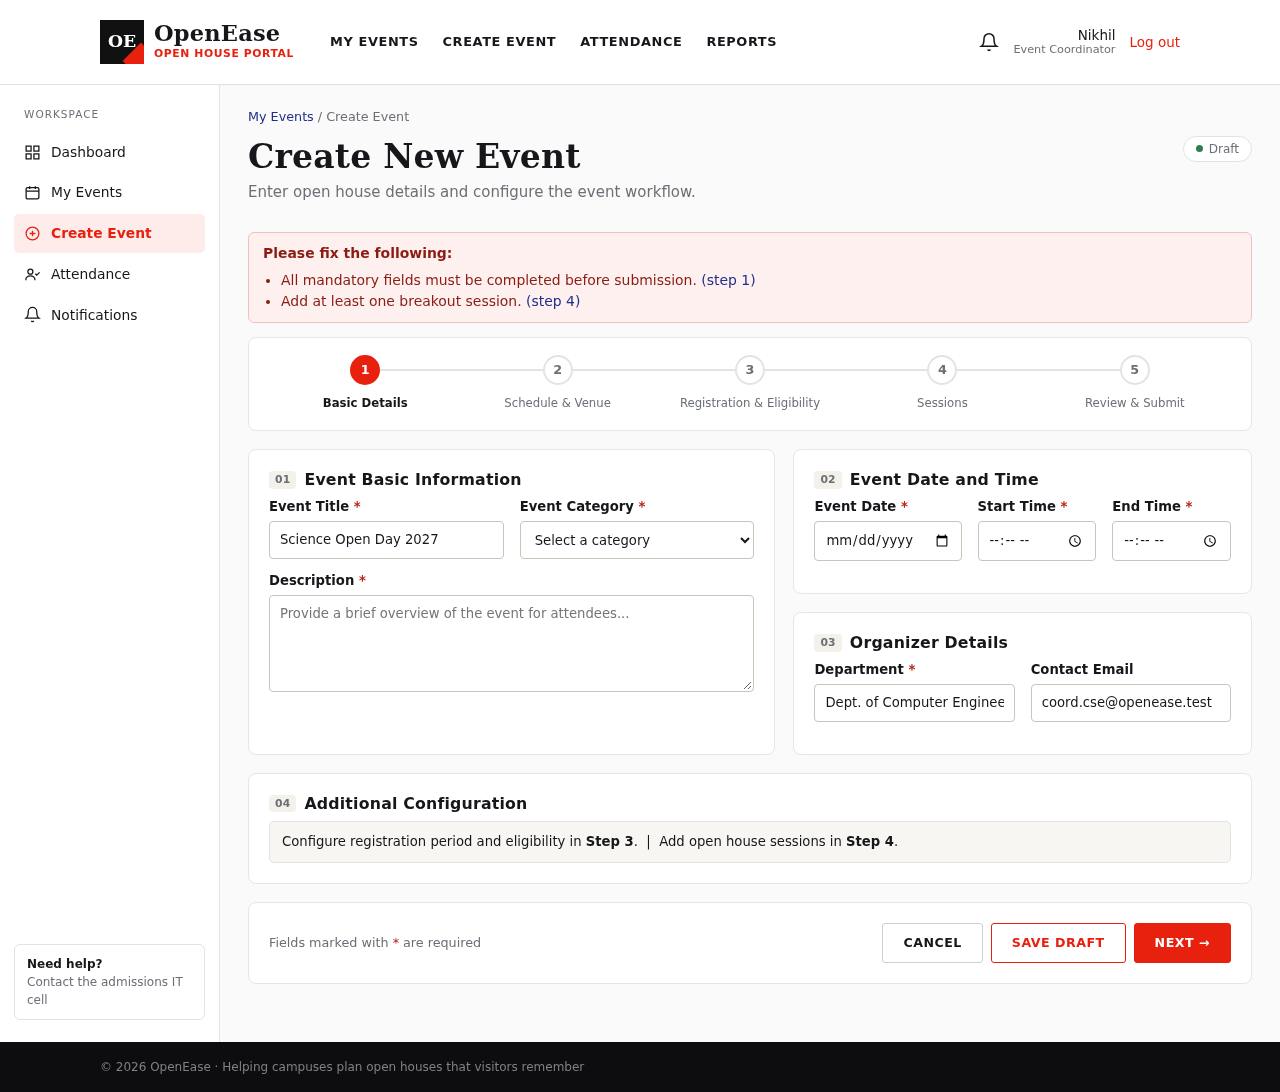 OE
OpenEase
OPEN HOUSE PORTAL
MY EVENTS
CREATE EVENT
ATTENDANCE
REPORTS
Nikhil
Event Coordinator
Log out
WORKSPACE
Dashboard
My Events
Create Event
Attendance
Notifications
Need help?
Contact the admissions IT
cell
My Events / Create Event
Create New Event
Draft
Enter open house details and configure the event workflow.
Please fix the following:
• All mandatory fields must be completed before submission. (step 1)
• Add at least one breakout session. (step 4)
1
2
3
4
5
Basic Details
Schedule & Venue
Registration & Eligibility
Sessions
Review & Submit
01 Event Basic Information
Event Title *
Event Category *
Science Open Day 2027
Select a category
Description *
Provide a brief overview of the event for attendees...
02 Event Date and Time
Event Date *
Start Time *
End Time *
mm/dd/yyyy
--:-- --
--:-- --
03 Organizer Details
Department *
Contact Email
Dept. of Computer Enginee
coord.cse@openease.test
04 Additional Configuration
Configure registration period and eligibility in Step 3. | Add open house sessions in Step 4.
Fields marked with * are required
CANCEL
SAVE DRAFT
NEXT →
© 2026 OpenEase · Helping campuses plan open houses that visitors remember